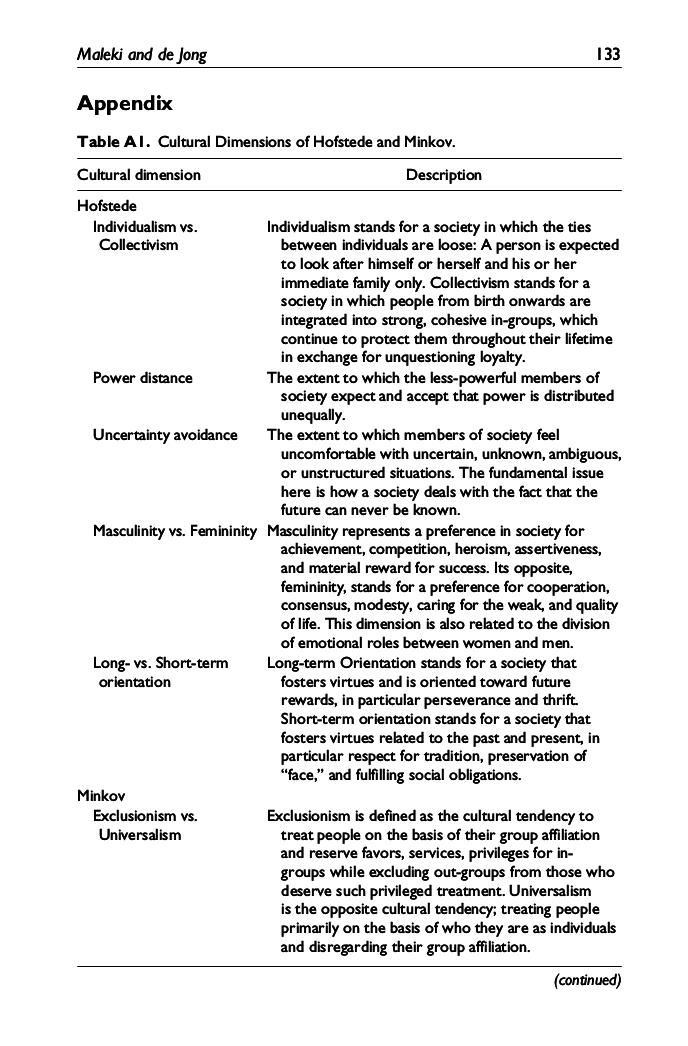 Maleki and de Jong 133
Appendix
Table A1. Cultural Dimensions of Hofstede and Minkov.
Cultural dimension Description
Hofstede
Individualism vs. Individualism stands for a society in which the ties
Collectivism between individuals are loose: A person is expected
to look after himself or herself and his or her
immediate family only. Collectivism stands for a
society in which people from birth onwards are
integrated into strong, cohesive in-groups, which
continue to protect them throughout their lifetime
in exchange for unquestioning loyalty.
Power distance The extent to which the less-powerful members of
society expect and accept that power is distributed
unequally.
Uncertainty avoidance The extent to which members of society feel
uncomfortable with uncertain, unknown, ambiguous,
or unstructured situations. The fundamental issue
here is how a society deals with the fact that the
future can never be known.
Masculinity vs. Femininity Masculinity represents a preference in society for
achievement, competition, heroism, assertiveness,
and material reward for success. Its opposite,
femininity, stands for a preference for cooperation,
consensus, modesty, caring for the weak, and quality
of life. This dimension is also related to the division
of emotional roles between women and men.
Long- vs. Short-term Long-term Orientation stands for a society that
orientation fosters virtues and is oriented toward future
rewards, in particular perseverance and thrift.
Short-term orientation stands for a society that
fosters virtues related to the past and present, in
particular respect for tradition, preservation of
“face,” and fulfilling social obligations.
Minkov
Exclusionism vs. Exclusionism is defined as the cultural tendency to
Universalism treat people on the basis of their group affiliation
and reserve favors, services, privileges for in-
groups while excluding out-groups from those who
deserve such privileged treatment. Universalism
is the opposite cultural tendency; treating people
primarily on the basis of who they are as individuals
and disregarding their group affiliation.
(continued)